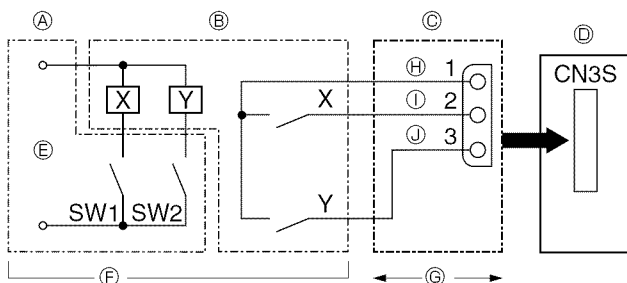 Ⓐ Ⓑ Ⓒ Ⓓ
CN3S
Ⓗ 1
X Y X Ⓘ 2
Ⓙ 3
Ⓔ
SW1 SW2 Y
Ⓕ Ⓖ